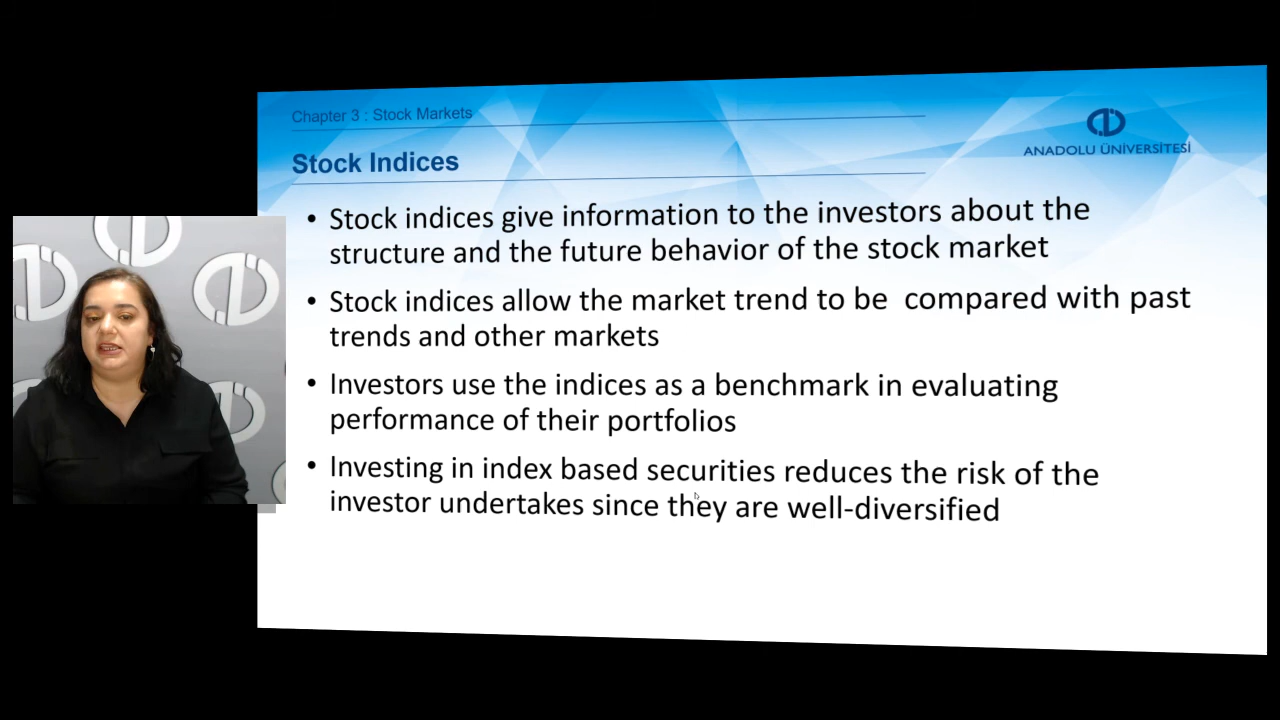 Chapter 3 : Stock Markets
ANADOLU ÜNİVERSİTESİ
Stock Indices
• Stock indices give information to the investors about the
structure and the future behavior of the stock market
• Stock indices allow the market trend to be  compared with past
trends and other markets
• Investors use the indices as a benchmark in evaluating
performance of their portfolios
• Investing in index based securities reduces the risk of the
investor undertakes since they are well-diversified